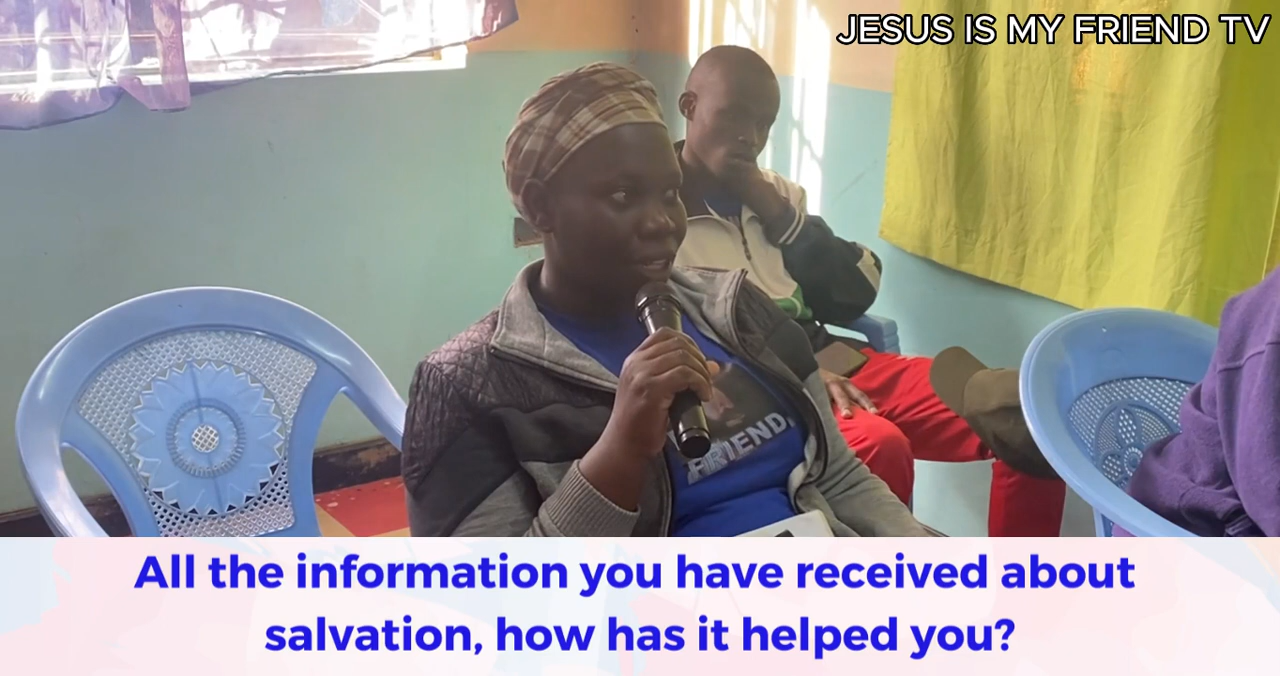 JESUS IS MY FRIEND TV
FRIEND
All the information you have received about
salvation, how has it helped you?